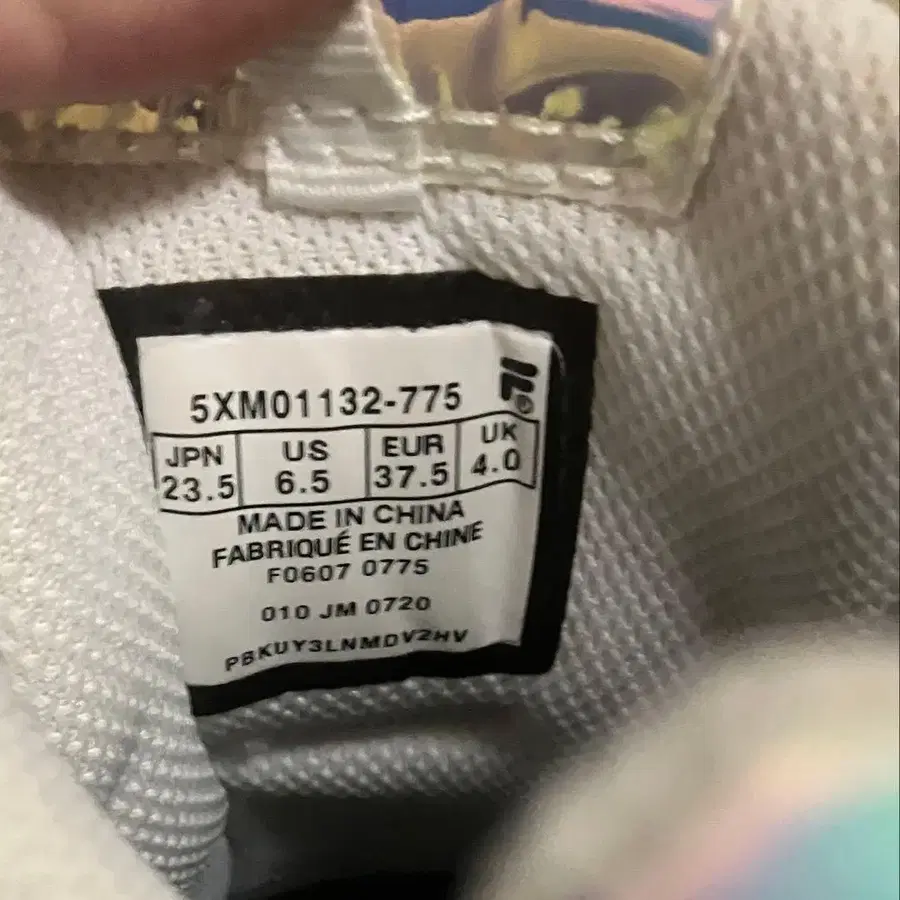 5XM01132-775
JPN US EUR UK
23.5 6.5 37.5 4.0
MADE IN CHINA
FABRIQUÉ EN CHINE
F0607 0775
010 JM 0720
PBKUY3LNMDV2HV